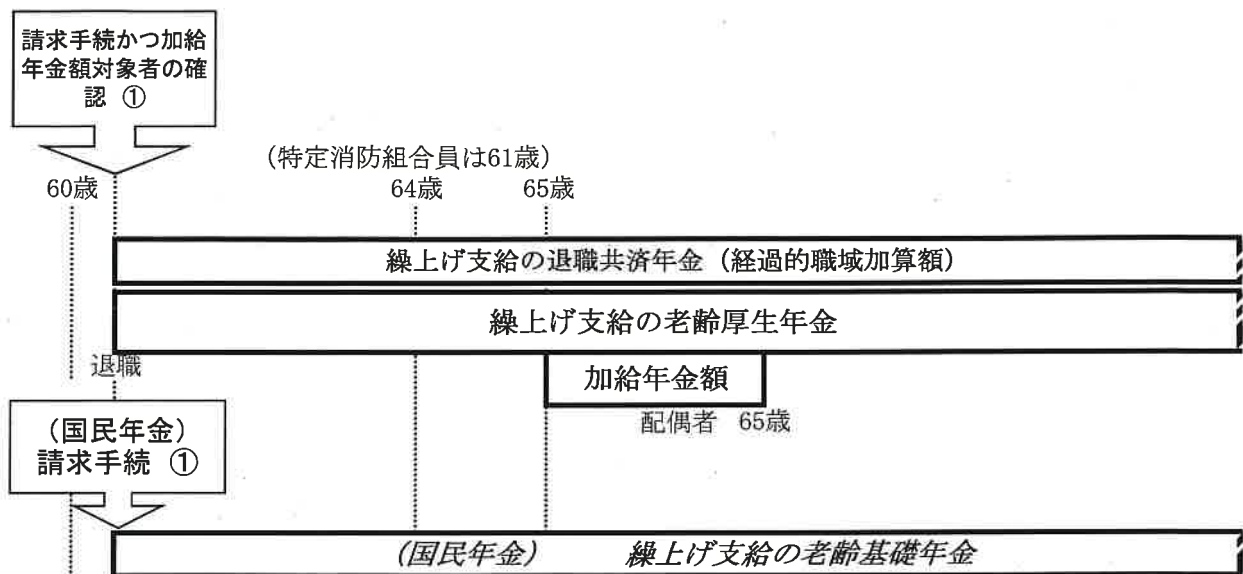 請求手続かつ加給
年金額対象者の確
認 ①
(特定消防組合員は61歳)
60歳 64歳 65歳
繰上げ支給の退職共済年金(経過的職域加算額)
繰上げ支給の老齢厚生年金
退職
加給年金額
配偶者 65歳
(国民年金)
請求手続 ①
(国民年金) 繰上げ支給の老齢基礎年金